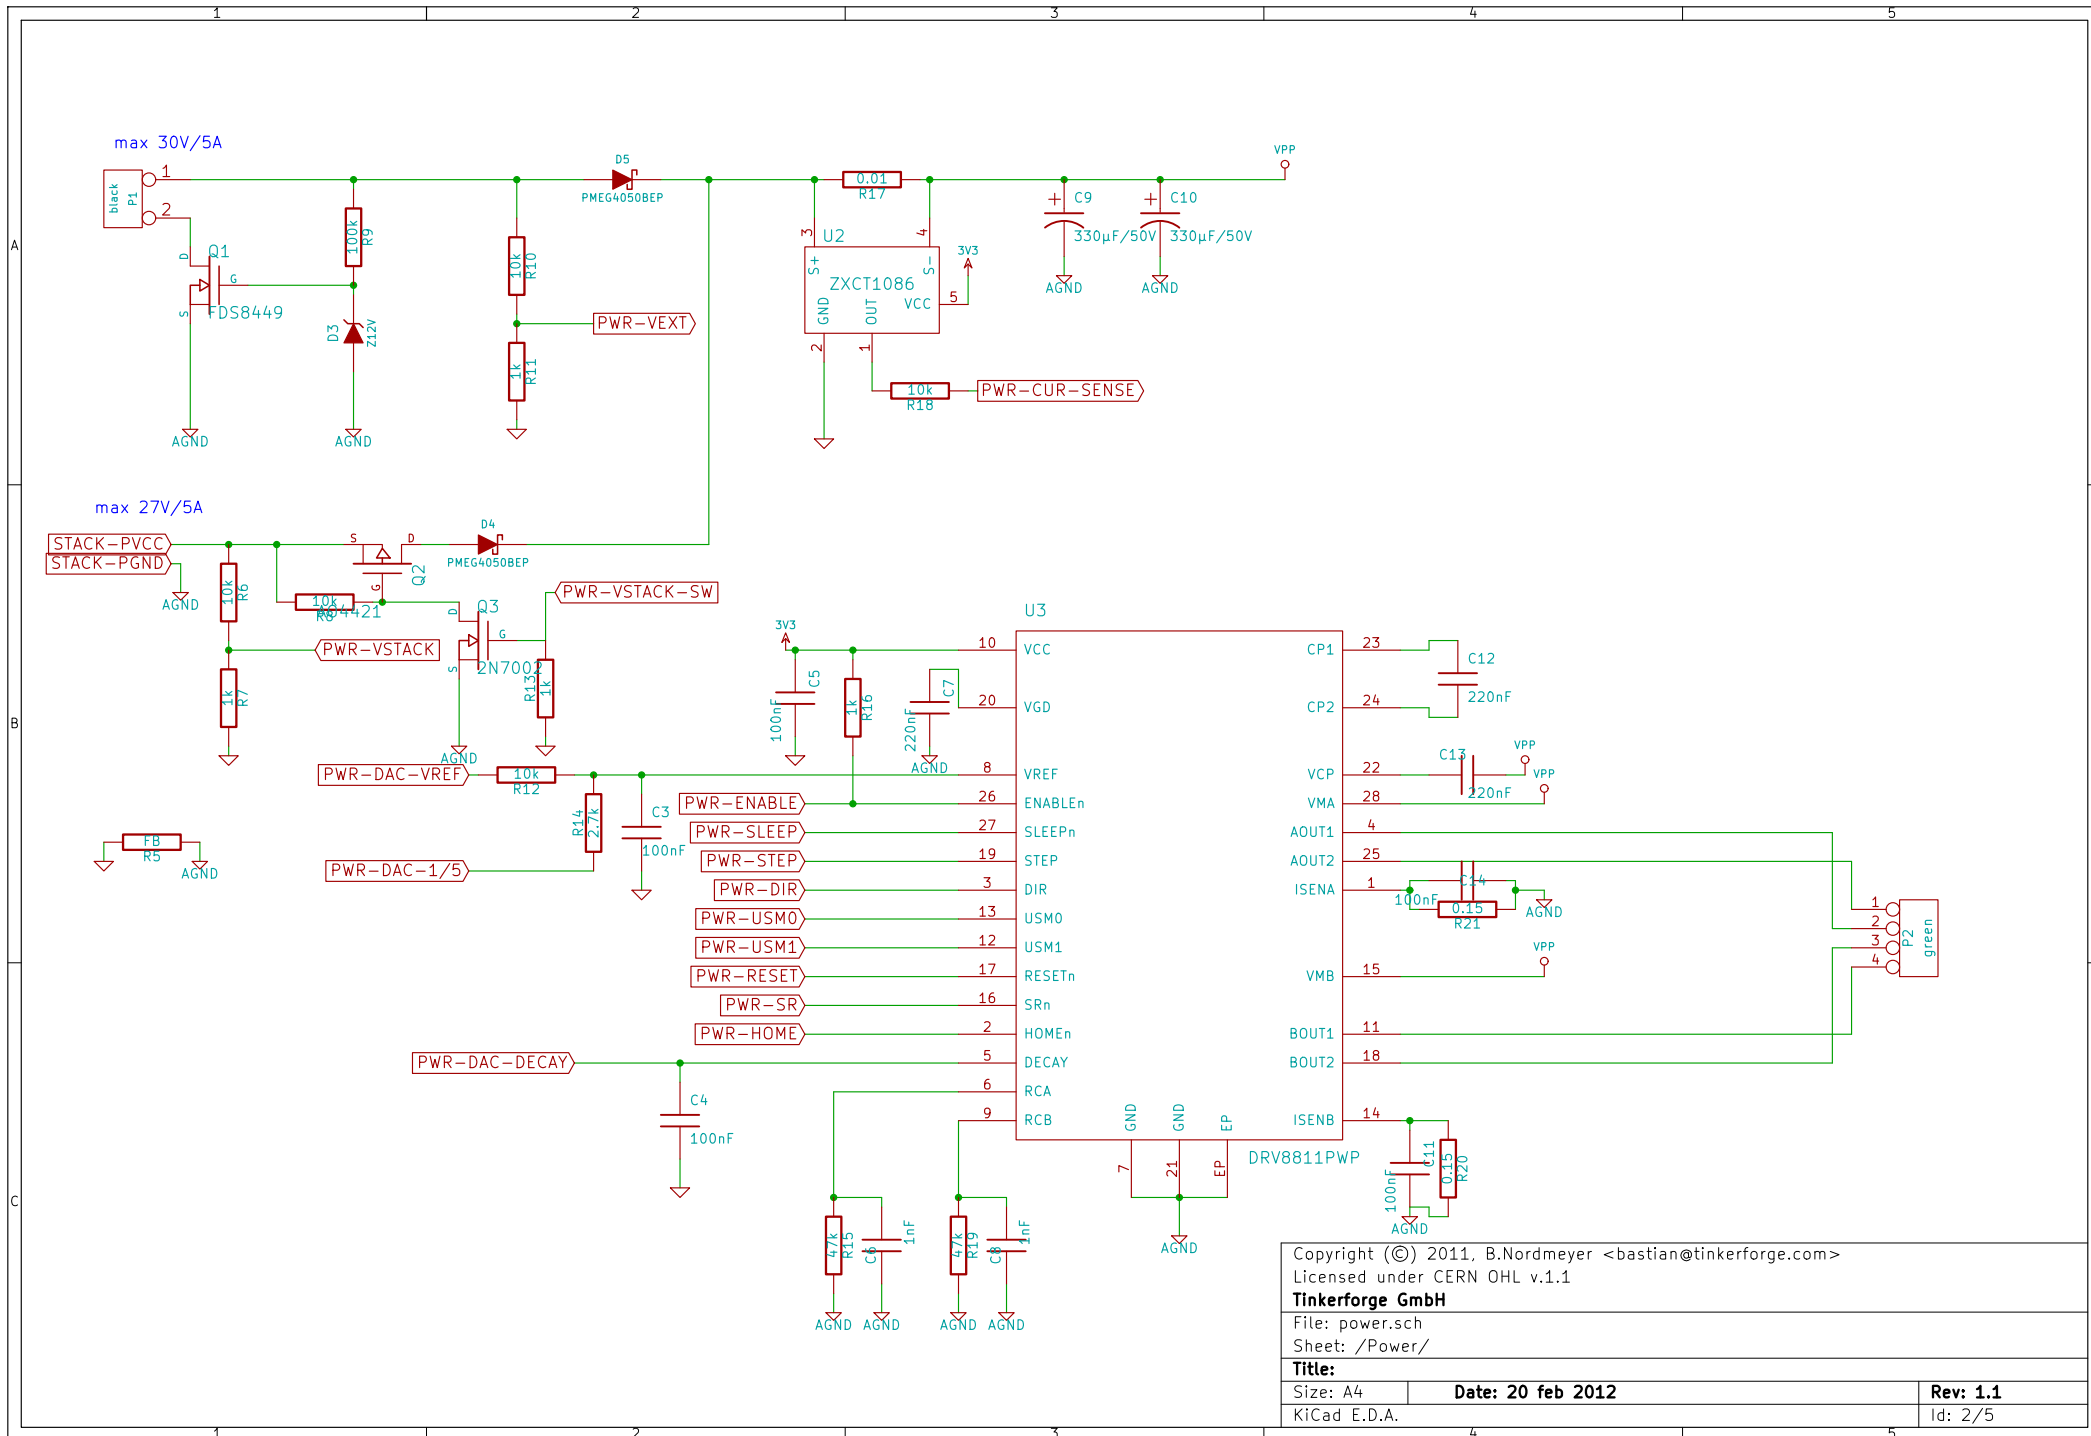 1 2 3 4 5
A
B
C
max 30V/5A
black
P1
1
2
Q1
D
G
S
FDS8449
AGND
100k
R9
D3
Z12V
AGND
10k
R10
PWR-VEXT
1k
R11
D5
PMEG4050BEP
0.01
R17
U2
3
4
S+
S-
ZXCT1086
GND
OUT
VCC
5
3V3
2
1
10k
R18
PWR-CUR-SENSE
C9
330µF/50V
AGND
C10
330µF/50V
AGND
VPP
max 27V/5A
STACK-PVCC
STACK-PGND
AGND
10k
R6
10k
R8
AO4421
S
D
G
Q2
D4
PMEG4050BEP
Q3
D
G
S
2N7002
PWR-VSTACK-SW
PWR-VSTACK
1k
R7
R13
1k
AGND
PWR-DAC-VREF
10k
R12
R14
2.7k
C3
100nF
PWR-DAC-1/5
FB
R5
AGND
3V3
C5
100nF
1k
R16
C7
220nF
AGND
PWR-ENABLE
PWR-SLEEP
PWR-STEP
PWR-DIR
PWR-USM0
PWR-USM1
PWR-RESET
PWR-SR
PWR-HOME
PWR-DAC-DECAY
C4
100nF
U3
10 VCC
20 VGD
8 VREF
26 ENABLEn
27 SLEEPn
19 STEP
3 DIR
13 USM0
12 USM1
17 RESETn
16 SRn
2 HOMEn
5 DECAY
6 RCA
9 RCB
CP1 23
CP2 24
VCP 22
VMA 28
AOUT1 4
AOUT2 25
ISENA 1
VMB 15
BOUT1 11
BOUT2 18
ISENB 14
GND
GND
EP
7
21
EP
DRV8811PWP
AGND
C12
220nF
C13
220nF
VPP
VPP
C14
100nF
0.15
R21
AGND
VPP
1
2
3
4
P2
green
C11
100nF
0.15
R20
AGND
47k
R15
C6
1nF
AGND
AGND
47k
R19
C8
1nF
AGND
AGND
Copyright (©) 2011, B.Nordmeyer <bastian@tinkerforge.com>
Licensed under CERN OHL v.1.1
Tinkerforge GmbH
File: power.sch
Sheet: /Power/
Title:
Size: A4 Date: 20 feb 2012 Rev: 1.1
KiCad E.D.A. Id: 2/5
1 2 3 4 5